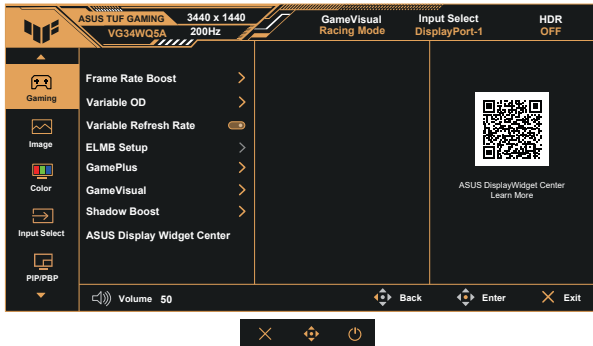 ASUS TUF GAMING 3440 x 1440
VG34WQ5A 200Hz
GameVisual Input Select HDR
Racing Mode DisplayPort-1 OFF
Gaming
Image
Color
Input Select
PIP/PBP
Frame Rate Boost
Variable OD
Variable Refresh Rate
ELMB Setup
GamePlus
GameVisual
Shadow Boost
ASUS Display Widget Center
ASUS DisplayWidget Center
Learn More
Volume 50 Back Enter Exit